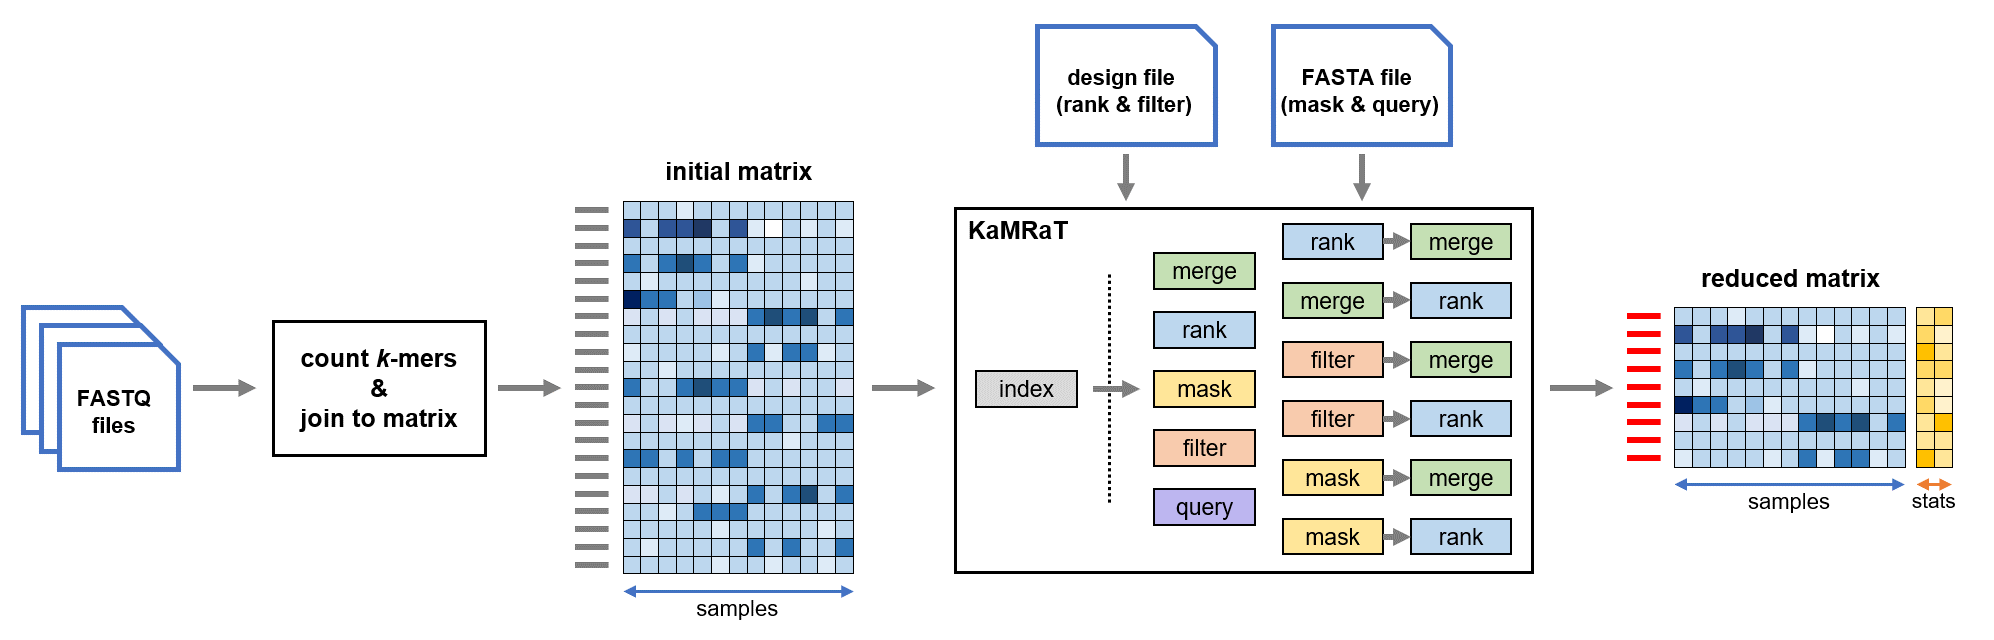 FASTQ
files
count k-mers
&
join to matrix
initial matrix
samples
design file
(rank & filter)
FASTA file
(mask & query)
KaMRaT
index
merge
rank
mask
filter
query
rank merge
merge rank
filter merge
filter rank
mask merge
mask rank
reduced matrix
samples
stats